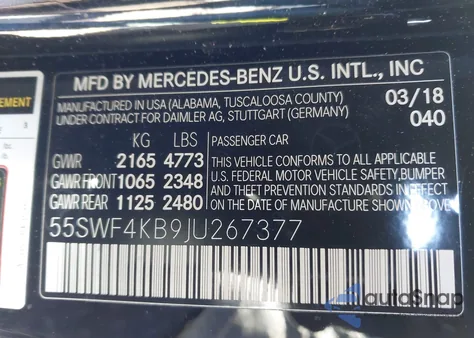 MFD BY MERCEDES-BENZ U.S. INTL., INC
MANUFACTURED IN USA (ALABAMA, TUSCALOOSA COUNTY) 03/18
UNDER CONTRACT FOR DAIMLER AG, STUTTGART (GERMANY) 040
KG LBS PASSENGER CAR
GVWR 2165 4773 THIS VEHICLE CONFORMS TO ALL APPLICABLE
GAWR FRONT 1065 2348 U.S. FEDERAL MOTOR VEHICLE SAFETY,BUMPER
GAWR REAR 1125 2480 AND THEFT PREVENTION STANDARDS IN EFFECT
ON THE DATE OF MANUFACTURE SHOWN ABOVE.
55SWF4KB9JU267377
EMENT
3
autoSnap